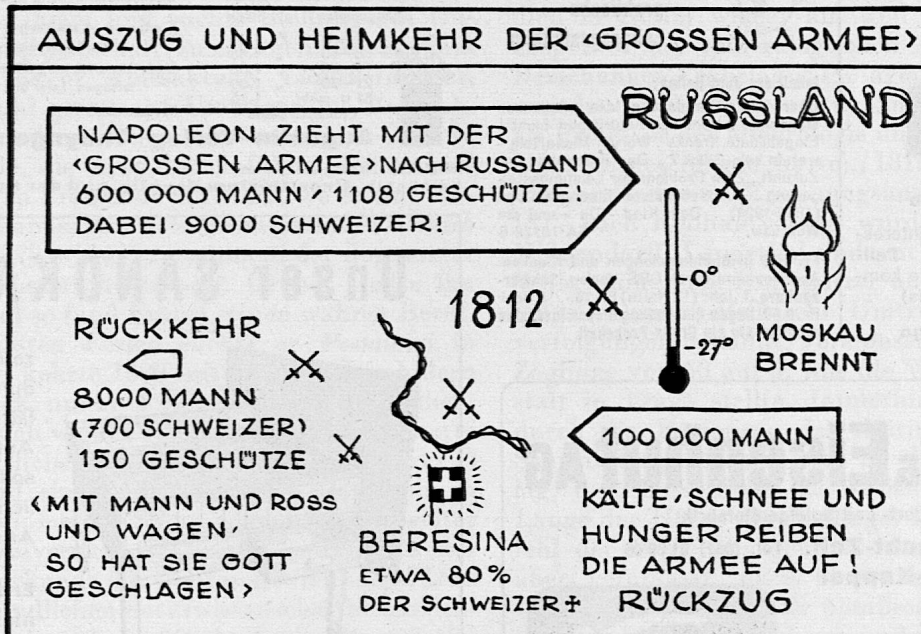 AUSZUG UND HEIMKEHR DER ‹GROSSEN ARMEE›
RUSSLAND
NAPOLEON ZIEHT MIT DER
‹GROSSEN ARMEE› NACH RUSSLAND
600 000 MANN, 1108 GESCHÜTZE!
DABEI 9000 SCHWEIZER!
1812
0°
-27°
MOSKAU
BRENNT
100 000 MANN
KÄLTE, SCHNEE UND
HUNGER REIBEN
DIE ARMEE AUF!
RÜCKZUG
BERESINA
ETWA 80%
DER SCHWEIZER ✝
RÜCKKEHR
8000 MANN
(700 SCHWEIZER)
150 GESCHÜTZE
‹MIT MANN UND ROSS
UND WAGEN,
SO HAT SIE GOTT
GESCHLAGEN›